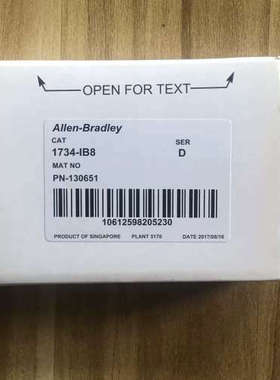 OPEN FOR TEXT
Allen-Bradley
CAT SER
1734-IB8 D
MAT NO
PN-130651
10612598205230
PRODUCT OF SINGAPORE PLANT 3170 DATE 2017/08/16